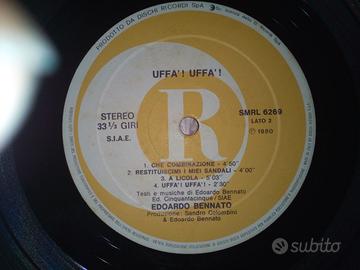 PRODOTTO DA DISCHI RICORDI SpA
UFFA'! UFFA'!
R
STEREO
33 1/3 GIRI
S.I.A.E.
SMRL 6269
LATO 2
℗ 1980
1. CHE COMBINAZIONE - 4'50"
2. RESTITUISCIMI I MIEI SANDALI - 4'00"
3. A LICOLA - 5'03"
4. UFFA'! UFFA'! - 2'30"
Testi e musiche di Edoardo Bennato
Ed. Cinquantacinque/SIAE
EDOARDO BENNATO
Produzione: Sandro Colombini
& Edoardo Bennato
subito